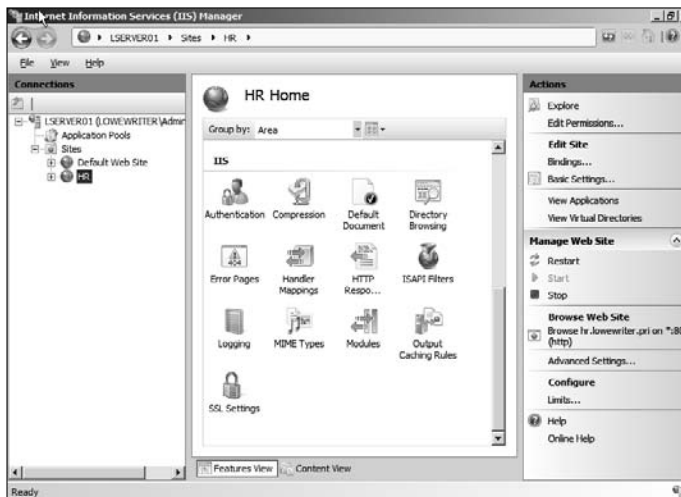 Internet Information Services (IIS) Manager
LSERVER01 Sites HR
File View Help
Connections
LSERVER01 (LOWEWRITER\Admir
Application Pools
Sites
Default Web Site
HR
HR Home
Group by: Area
IIS
Authentication Compression Default Document Directory Browsing
Error Pages Handler Mappings HTTP Respo... ISAPI Filters
Logging MIME Types Modules Output Caching Rules
SSL Settings
Features View Content View
Actions
Explore
Edit Permissions...
Edit Site
Bindings...
Basic Settings...
View Applications
View Virtual Directories
Manage Web Site
Restart
Start
Stop
Browse Web Site
Browse hr.lowewriter.pri on *:80
(http)
Advanced Settings...
Configure
Limits...
Help
Online Help
Ready